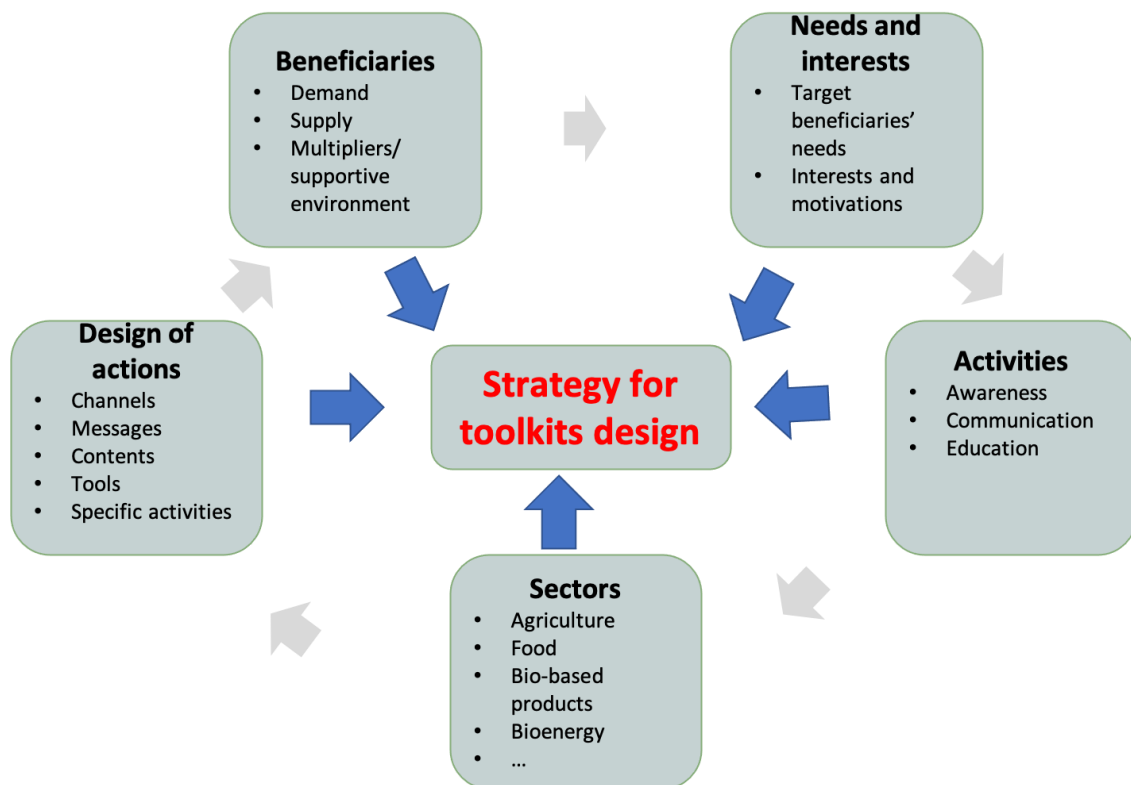 Beneficiaries
• Demand
• Supply
• Multipliers/
supportive
environment
Needs and
interests
• Target
beneficiaries’
needs
• Interests and
motivations
Design of
actions
• Channels
• Messages
• Contents
• Tools
• Specific activities
Strategy for
toolkits design
Activities
• Awareness
• Communication
• Education
Sectors
• Agriculture
• Food
• Bio-based
products
• Bioenergy
• ...